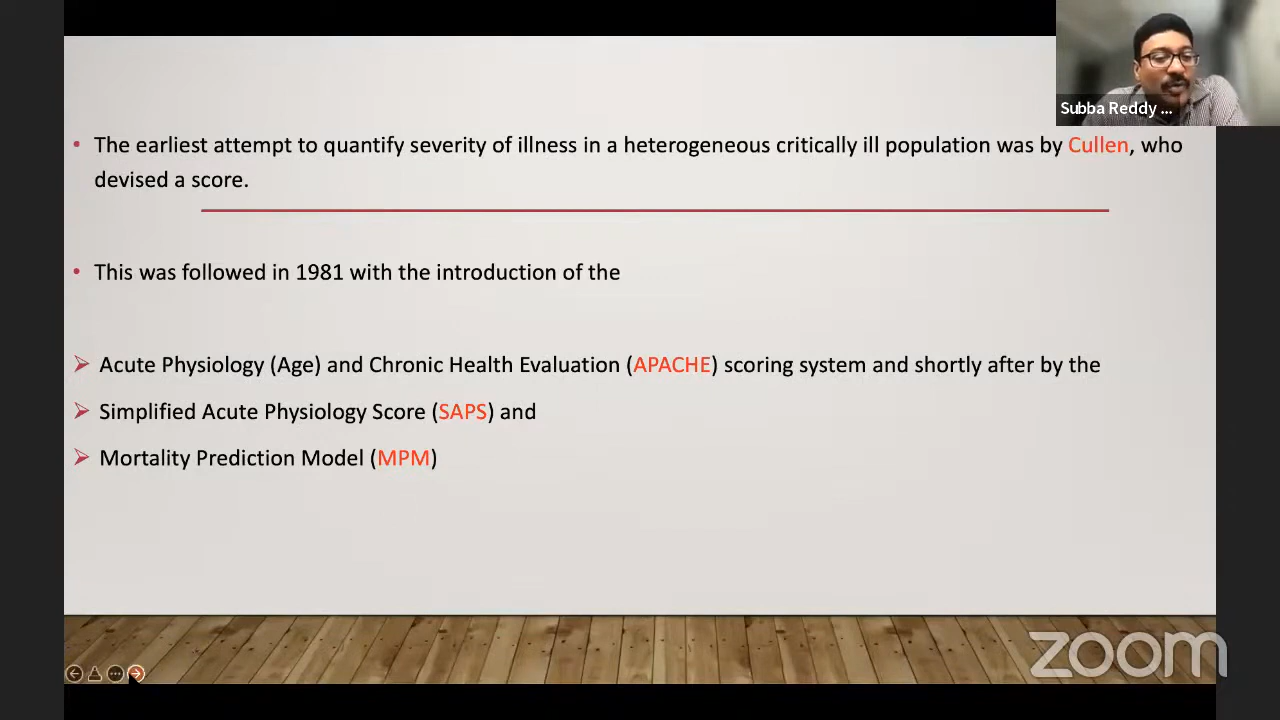 Subba Reddy ...
• The earliest attempt to quantify severity of illness in a heterogeneous critically ill population was by Cullen, who
devised a score.
• This was followed in 1981 with the introduction of the
➢ Acute Physiology (Age) and Chronic Health Evaluation (APACHE) scoring system and shortly after by the
➢ Simplified Acute Physiology Score (SAPS) and
➢ Mortality Prediction Model (MPM)
zoom